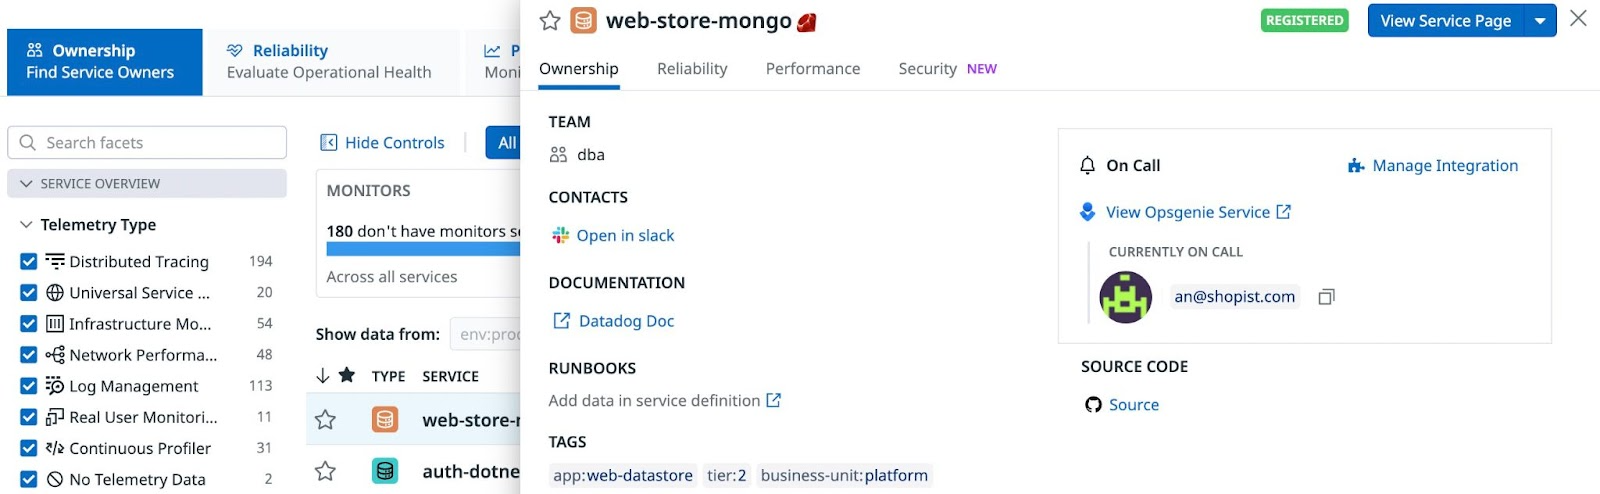 Ownership
Find Service Owners
Reliability
Evaluate Operational Health
P
Moni
Search facets
SERVICE OVERVIEW
Telemetry Type
Distributed Tracing 194
Universal Service ... 20
Infrastructure Mo... 54
Network Performa... 48
Log Management 113
Real User Monitori... 11
Continuous Profiler 31
No Telemetry Data 2
Hide Controls
All
MONITORS
180 don't have monitors se
Across all services
Show data from: env:prod
TYPE SERVICE
web-store-m
auth-dotne
web-store-mongo
REGISTERED
View Service Page
Ownership Reliability Performance Security NEW
TEAM
dba
CONTACTS
Open in slack
DOCUMENTATION
Datadog Doc
RUNBOOKS
Add data in service definition
TAGS
app:web-datastore tier:2 business-unit:platform
On Call
Manage Integration
View Opsgenie Service
CURRENTLY ON CALL
an@shopist.com
SOURCE CODE
Source